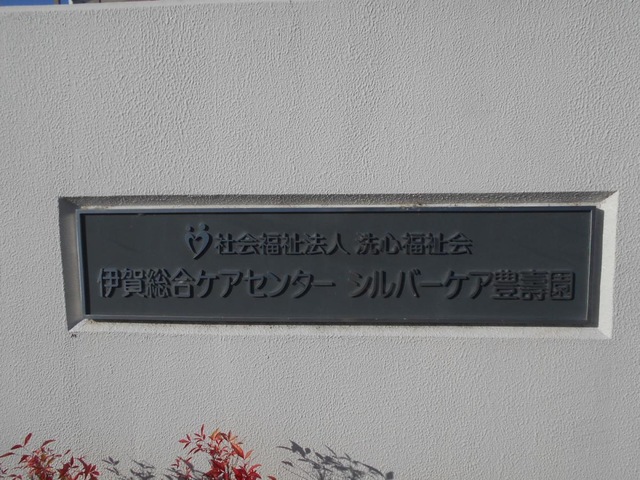 社会福祉法人 洗心福祉会
伊賀総合ケアセンター シルバーケア豊壽園